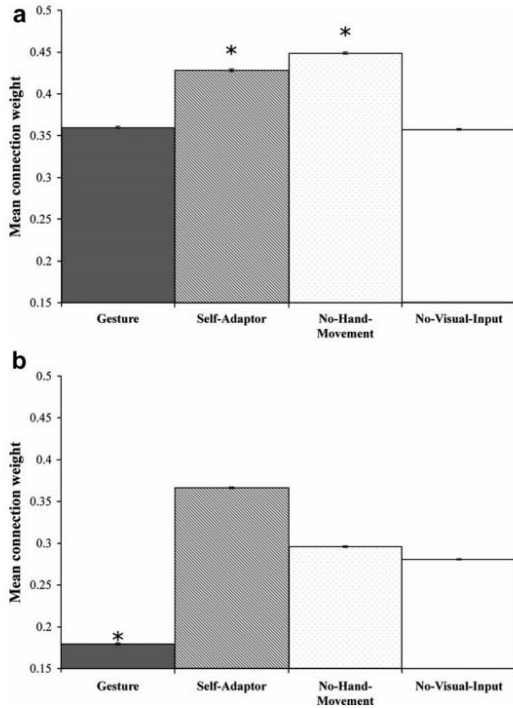 a
*
*
0.5
0.45
0.4
0.35
0.3
0.25
0.2
0.15
Mean connection weight
Gesture
Self-Adaptor
No-Hand-
Movement
No-Visual-Input
b
0.5
0.45
0.4
0.35
0.3
0.25
0.2
0.15
Mean connection weight
*
Gesture
Self-Adaptor
No-Hand-
Movement
No-Visual-Input